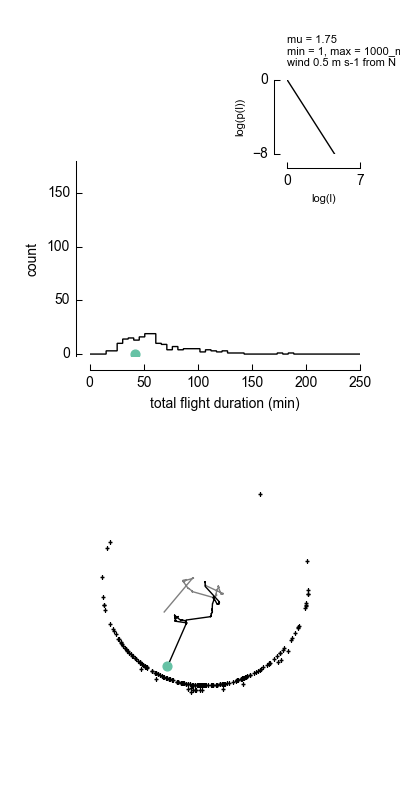 mu = 1.75
min = 1, max = 1000_m
wind 0.5 m s-1 from N
0
log(p(l))
−8
0 7
log(l)
150
100
count
50
0
0 50 100 150 200 250
total flight duration (min)